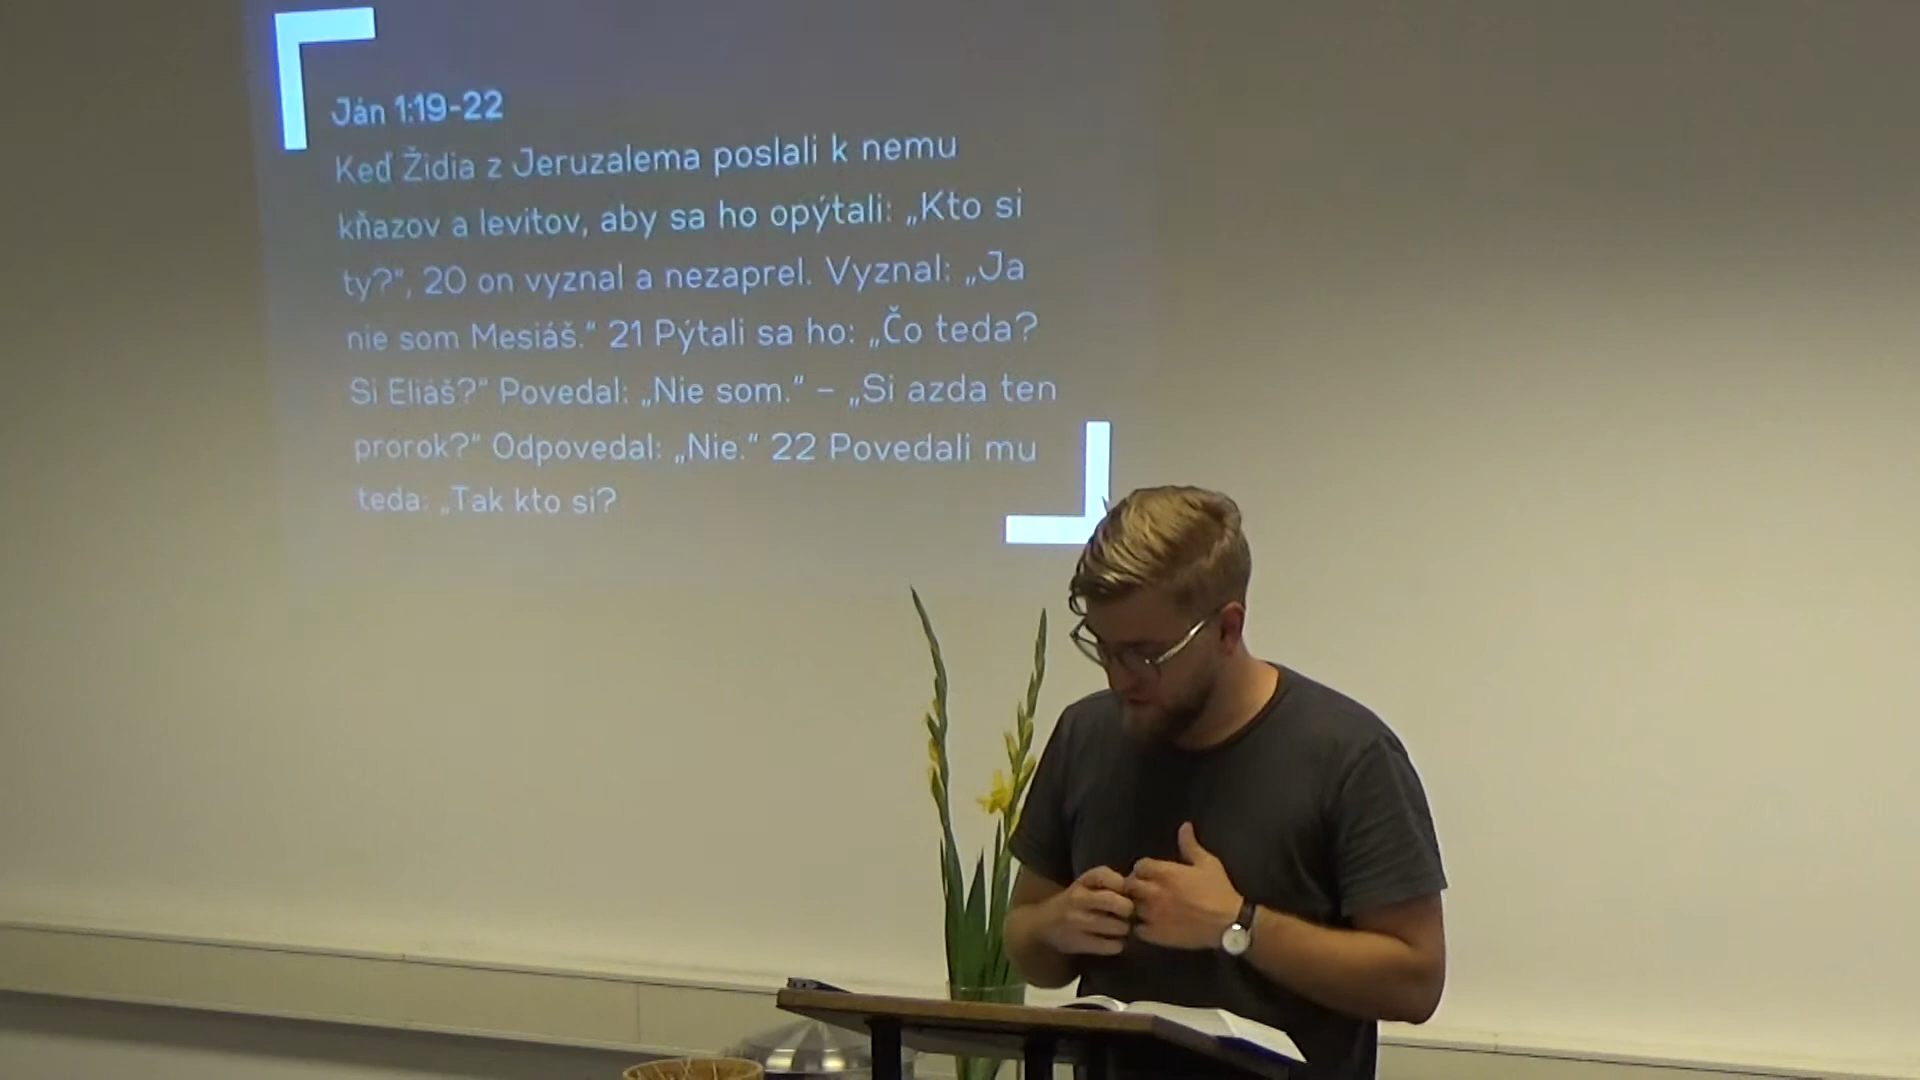 Ján 1:19-22
Keď Židia z Jeruzalema poslali k nemu
kňazov a levitov, aby sa ho opýtali: „Kto si
ty?“, 20 on vyznal a nezaprel. Vyznal: „Ja
nie som Mesiáš.“ 21 Pýtali sa ho: „Čo teda?
Si Eliáš?“ Povedal: „Nie som.“ – „Si azda ten
prorok?“ Odpovedal: „Nie.“ 22 Povedali mu
teda: „Tak kto si?